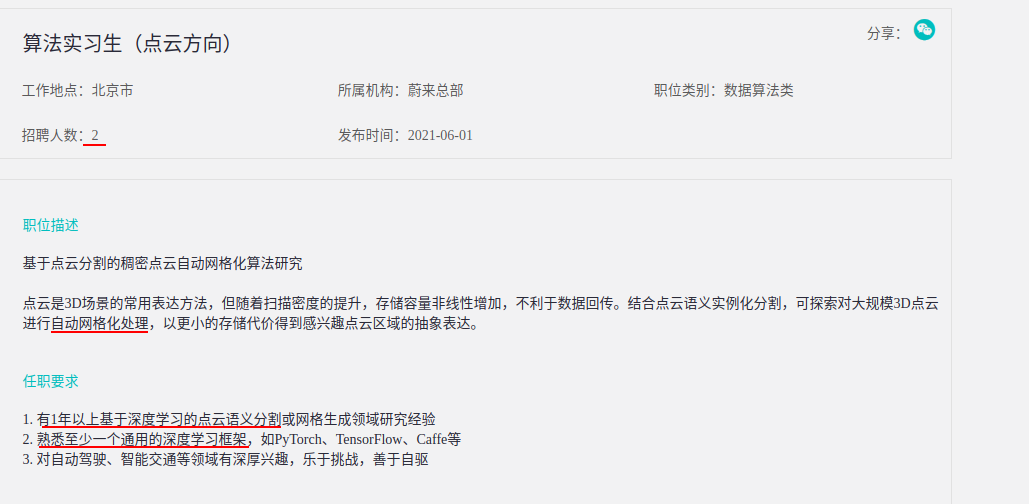 算法实习生（点云方向）
分享：
工作地点：北京市 所属机构：蔚来总部 职位类别：数据算法类
招聘人数：2 发布时间：2021-06-01
职位描述
基于点云分割的稠密点云自动网格化算法研究
点云是3D场景的常用表达方法，但随着扫描密度的提升，存储容量非线性增加，不利于数据回传。结合点云语义实例化分割，可探索对大规模3D点云
进行自动网格化处理，以更小的存储代价得到感兴趣点云区域的抽象表达。
任职要求
1. 有1年以上基于深度学习的点云语义分割或网格生成领域研究经验
2. 熟悉至少一个通用的深度学习框架，如PyTorch、TensorFlow、Caffe等
3. 对自动驾驶、智能交通等领域有深厚兴趣，乐于挑战，善于自驱